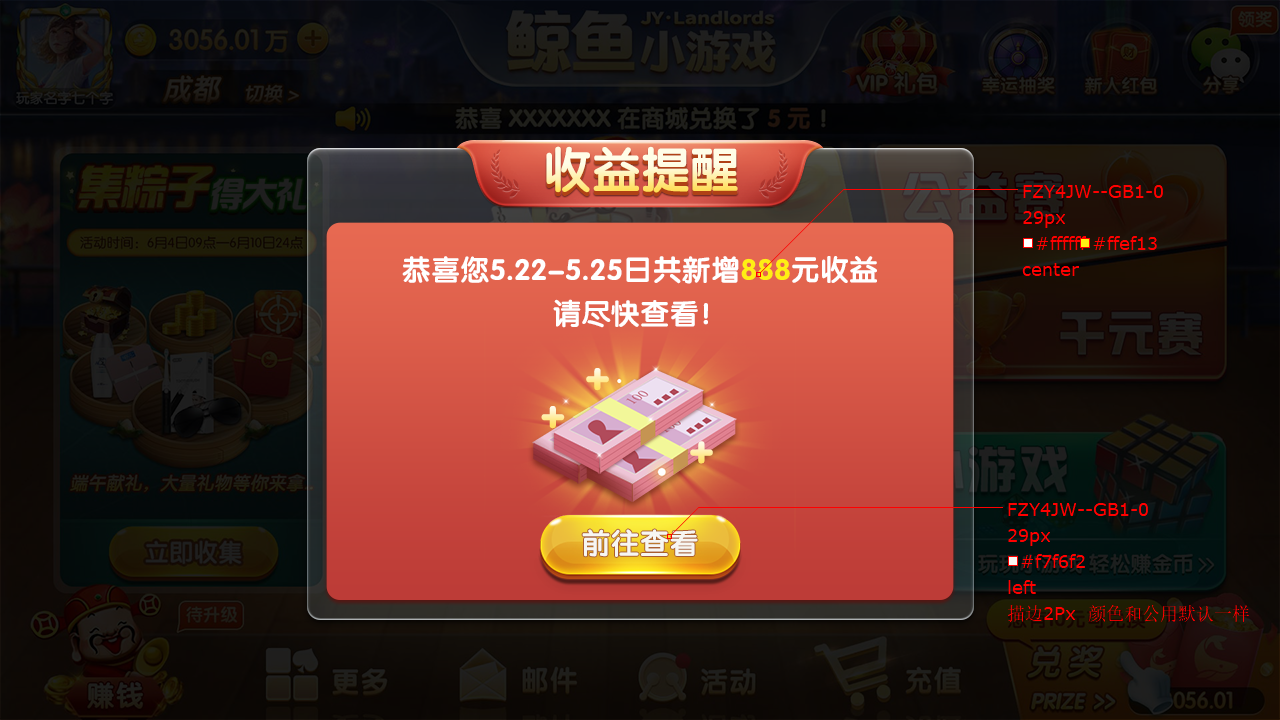 玩家名字七个字
3056.01万
成都 切换 >
鲸鱼
JY·Landlords
小游戏
VIP 礼包
幸运抽奖
新人红包
分享
领奖
恭喜 XXXXXXX 在商城兑换了 5 元 !
集粽子得大礼
活动时间：6月4日09点—6月10日24点
端午献礼，大量礼物等你来拿...
立即收集
收益提醒
恭喜您5.22-5.25日共新增888元收益
请尽快查看!
100
前往查看
公益赛
千元赛
小游戏
轻松赚金币 >>
FZY4JW--GB1-0
29px
#ffffff #ffef13
center
FZY4JW--GB1-0
29px
#f7f6f2
left
描边2Px 颜色和公用默认一样
待升级
赚钱
更多
邮件
活动
充值
兑奖
PRIZE >>
3056.01